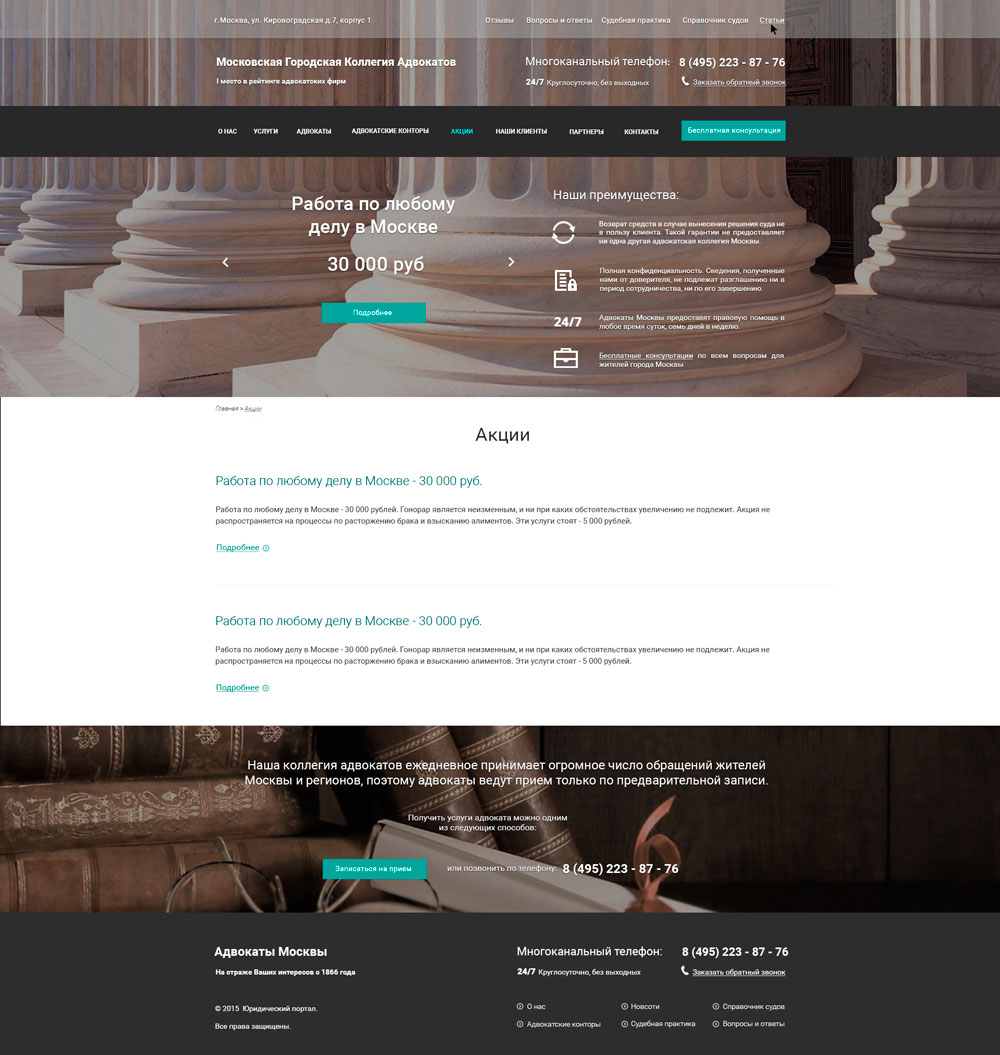 г.Москва, ул. Кировоградская д.7, корпус 1
Отзывы Вопросы и ответы Судебная практика Справочник судов Статьи
Московская Городская Коллегия Адвокатов
I место в рейтинге адвокатских фирм
Многоканальный телефон: 8 (495) 223 - 87 - 76
24/7 Круглосуточно, без выходных Заказать обратный звонок
О НАС УСЛУГИ АДВОКАТЫ АДВОКАТСКИЕ КОНТОРЫ АКЦИИ НАШИ КЛИЕНТЫ ПАРТНЕРЫ КОНТАКТЫ Бесплатная консультация
Работа по любому
делу в Москве
30 000 руб
Подробнее
Наши преимущества:
Возврат средств в случае вынесения решения суда не
в пользу клиента. Такой гарантии не предоставляет
ни одна другая адвокатская коллегия Москвы.
Полная конфиденциальность. Сведения, полученные
нами от доверителя, не подлежат разглашению ни в
период сотрудничества, ни по его завершению.
24/7
Адвокаты Москвы предоставят правовую помощь в
любое время суток, семь дней в неделю.
Бесплатные консультации по всем вопросам для
жителей города Москвы
Главная > Акции
Акции
Работа по любому делу в Москве - 30 000 руб.
Работа по любому делу в Москве - 30 000 рублей. Гонорар является неизменным, и ни при каких обстоятельствах увеличению не подлежит. Акция не
распространяется на процессы по расторжению брака и взысканию алиментов. Эти услуги стоят - 5 000 рублей.
Подробнее
Работа по любому делу в Москве - 30 000 руб.
Работа по любому делу в Москве - 30 000 рублей. Гонорар является неизменным, и ни при каких обстоятельствах увеличению не подлежит. Акция не
распространяется на процессы по расторжению брака и взысканию алиментов. Эти услуги стоят - 5 000 рублей.
Подробнее
Наша коллегия адвокатов ежедневное принимает огромное число обращений жителей
Москвы и регионов, поэтому адвокаты ведут прием только по предварительной записи.
Получить услуги адвоката можно одним
из следующих способов:
Записаться на прием или позвонить по телефону: 8 (495) 223 - 87 - 76
Адвокаты Москвы
На страже Ваших интересов с 1866 года
Многоканальный телефон: 8 (495) 223 - 87 - 76
24/7 Круглосуточно, без выходных Заказать обратный звонок
© 2015 Юридический портал.
Все права защищены.
О нас Новсоти Справочник судов
Адвокатские конторы Судебная практика Вопросы и ответы